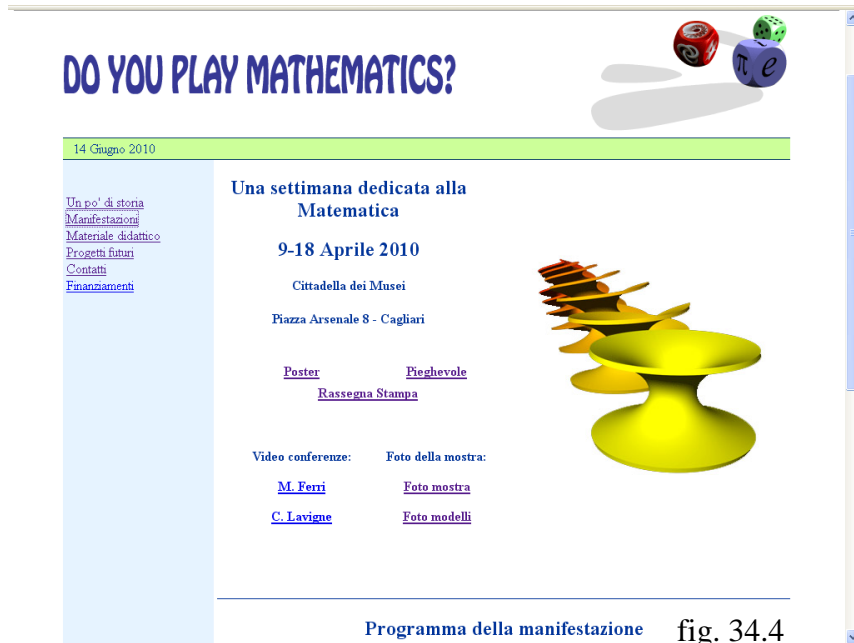 DO YOU PLAY MATHEMATICS?
π e
14 Giugno 2010
Un po' di storia
Manifestazioni
Materiale didattico
Progetti futuri
Contatti
Finanziamenti
Una settimana dedicata alla
Matematica
9-18 Aprile 2010
Cittadella dei Musei
Piazza Arsenale 8 - Cagliari
Poster Pieghevole
Rassegna Stampa
Video conferenze: Foto della mostra:
M. Ferri Foto mostra
C. Lavigne Foto modelli
Programma della manifestazione
fig. 34.4